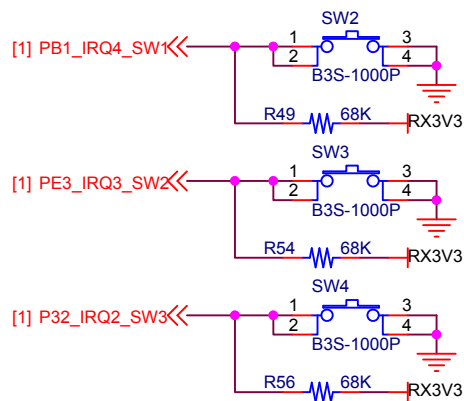 SW2
[1] PB1_IRQ4_SW1 1 3
2 4
B3S-1000P
R49 68K RX3V3
SW3
[1] PE3_IRQ3_SW2 1 3
2 4
B3S-1000P
R54 68K RX3V3
SW4
[1] P32_IRQ2_SW3 1 3
2 4
B3S-1000P
R56 68K RX3V3